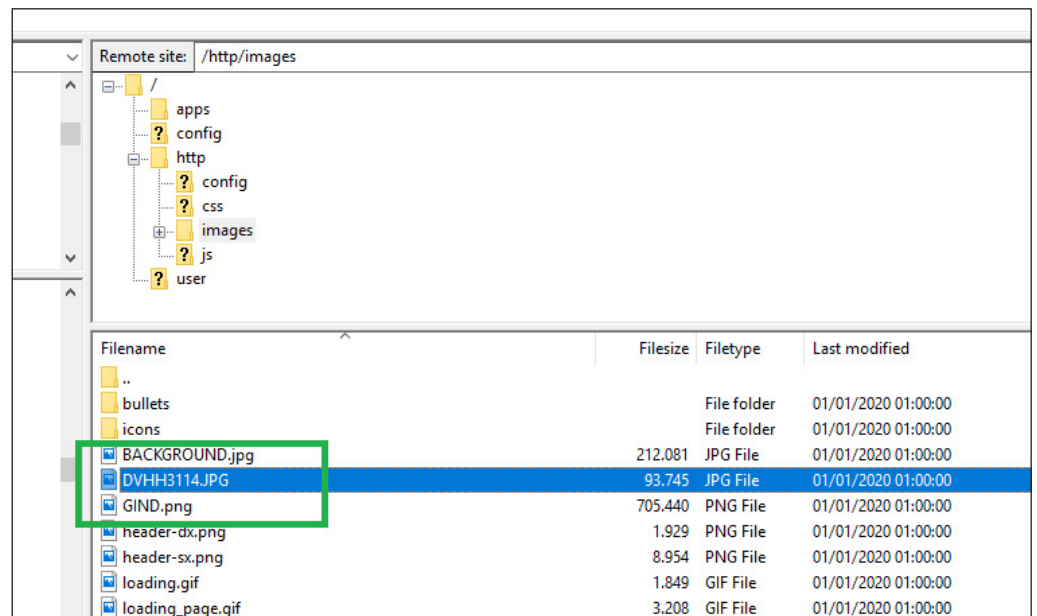 Remote site: /http/images
/
apps
? config
http
? config
? css
images
? js
? user
Filename Filesize Filetype Last modified
..
bullets File folder 01/01/2020 01:00:00
icons File folder 01/01/2020 01:00:00
BACKGROUND.jpg 212.081 JPG File 01/01/2020 01:00:00
DVHH3114.JPG 93.745 JPG File 01/01/2020 01:00:00
GIND.png 705.440 PNG File 01/01/2020 01:00:00
header-dx.png 1.929 PNG File 01/01/2020 01:00:00
header-sx.png 8.954 PNG File 01/01/2020 01:00:00
loading.gif 1.849 GIF File 01/01/2020 01:00:00
loading_page.gif 3.208 GIF File 01/01/2020 01:00:00